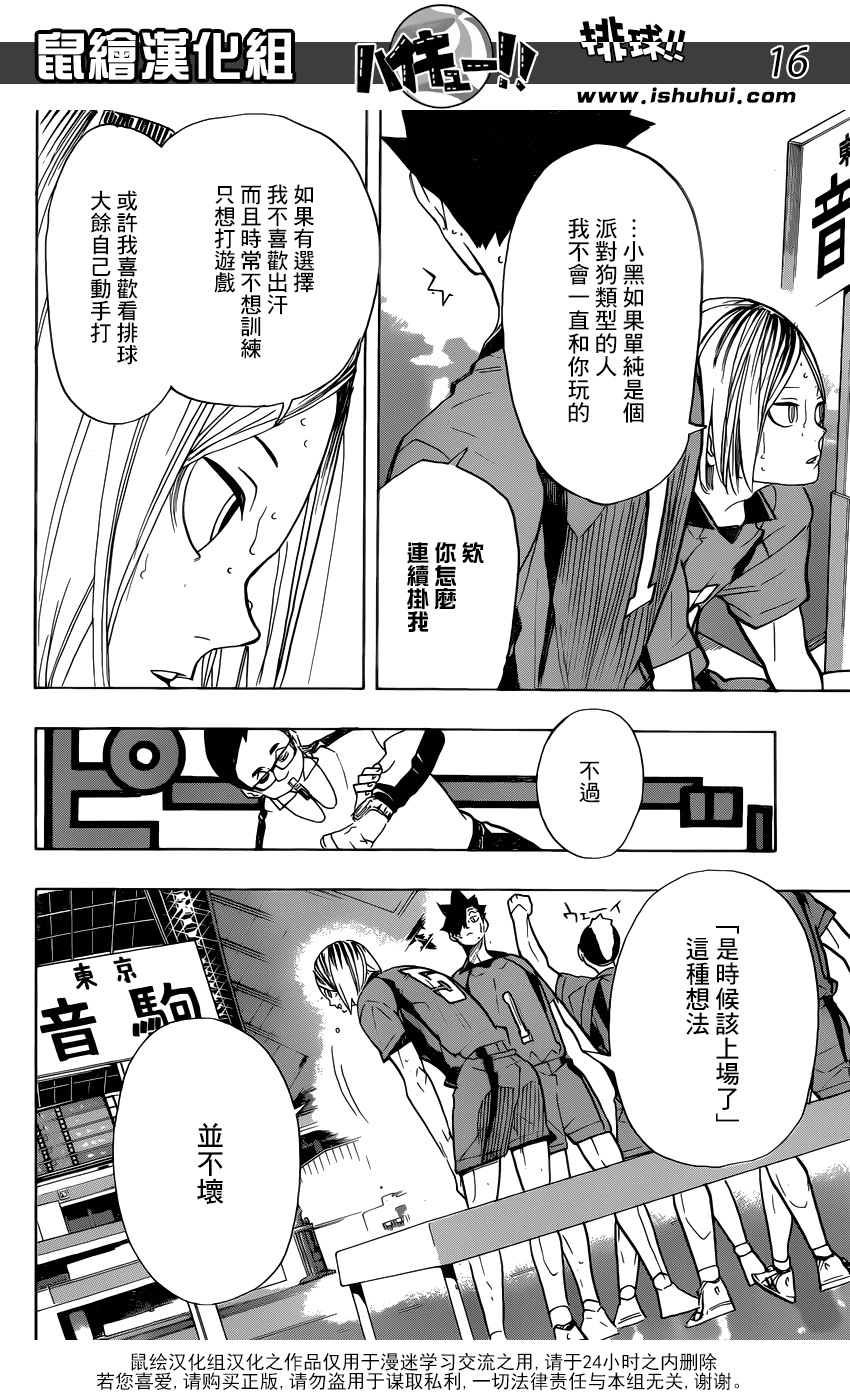 鼠繪漢化組
ハイキュー!!
排球!!
16
www.ishuhui.com
音
…小黑如果單純是個
派對狗類型的人
我不會一直和你玩的
欸
你怎麼
連續掛我
1
如果有選擇
我不喜歡出汗
而且時常不想訓練
只想打遊戲
或許我喜歡看排球
大餘自己動手打
不過
「是時候該上場了」
這種想法
東京
音駒
5
1
並不壞
鼠绘汉化组汉化之作品仅用于漫迷学习交流之用,请于24小时之内删除
若您喜爱,请购买正版,请勿盗用于谋取私利,一切法律责任与本组无关,谢谢。